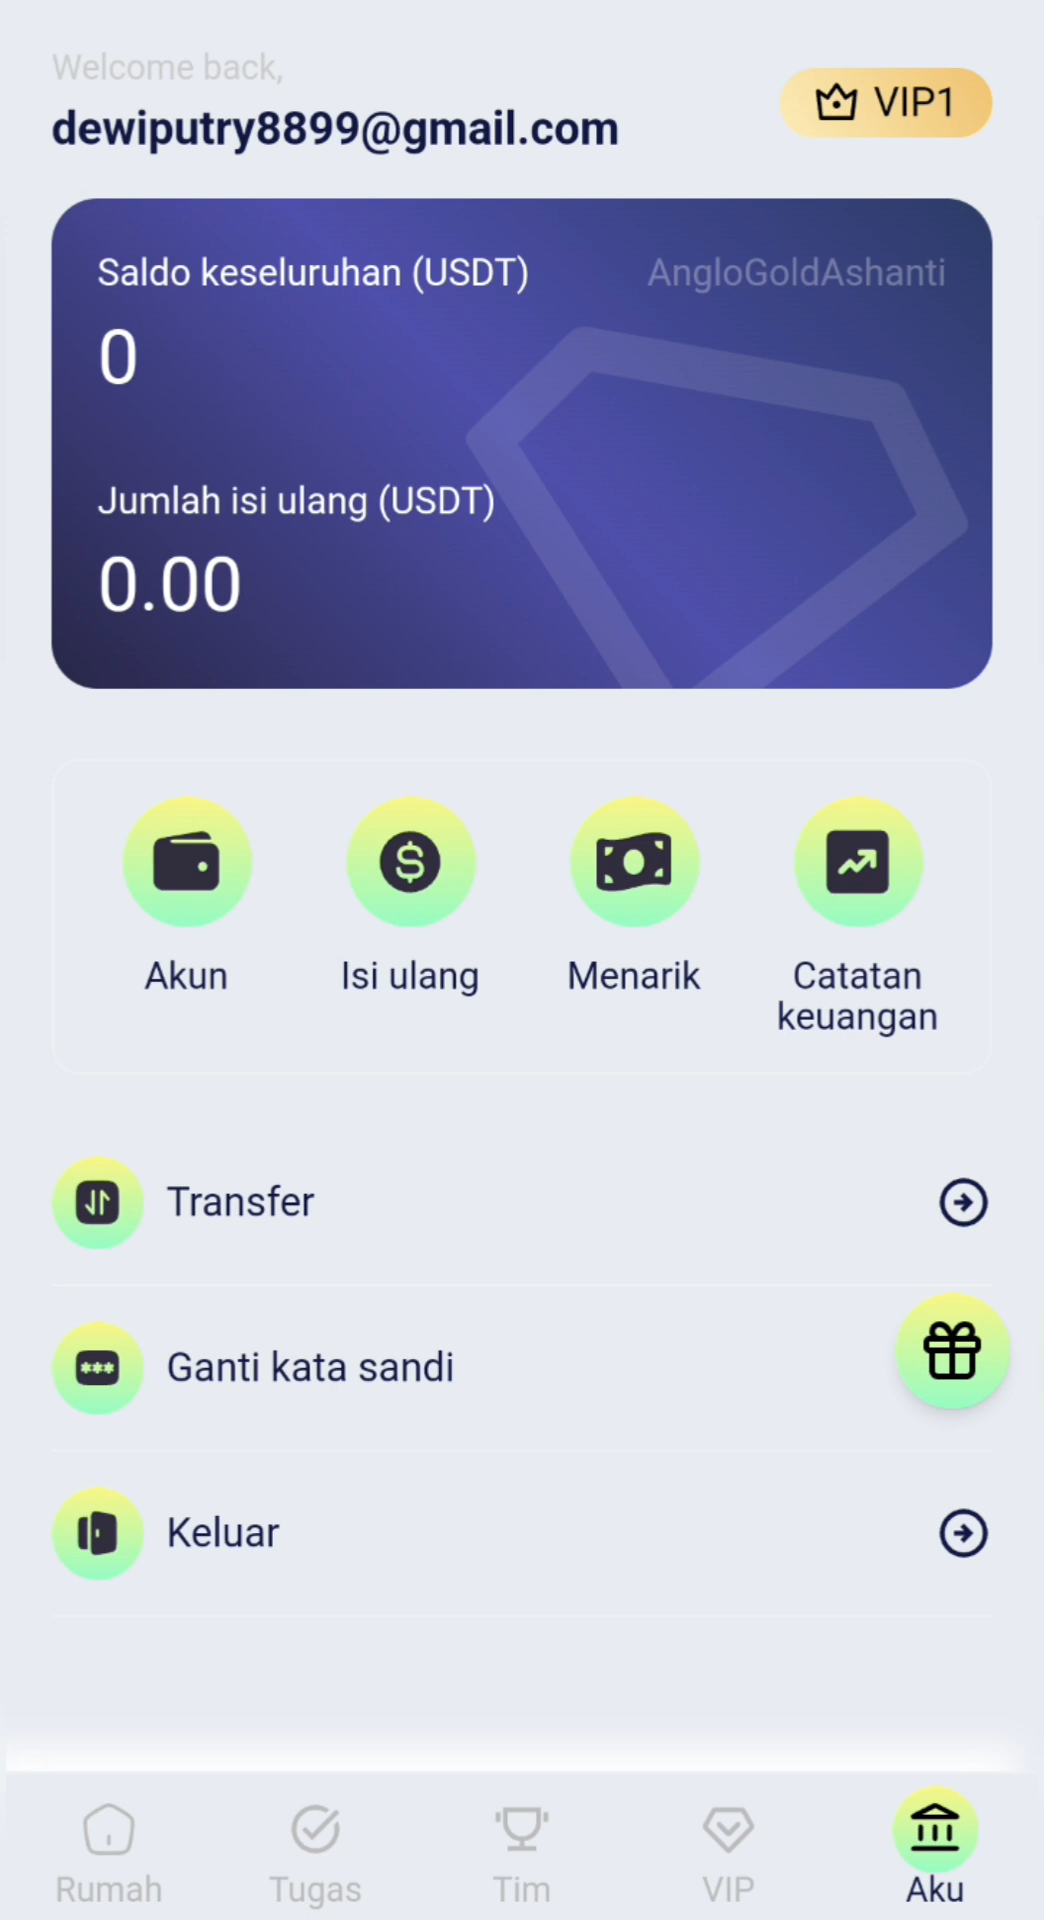 Welcome back,
dewiputry8899@gmail.com
VIP1
Saldo keseluruhan (USDT)
AngloGoldAshanti
0
Jumlah isi ulang (USDT)
0.00
Akun
Isi ulang
Menarik
Catatan
keuangan
Transfer
Ganti kata sandi
Keluar
Rumah
Tugas
Tim
VIP
Aku